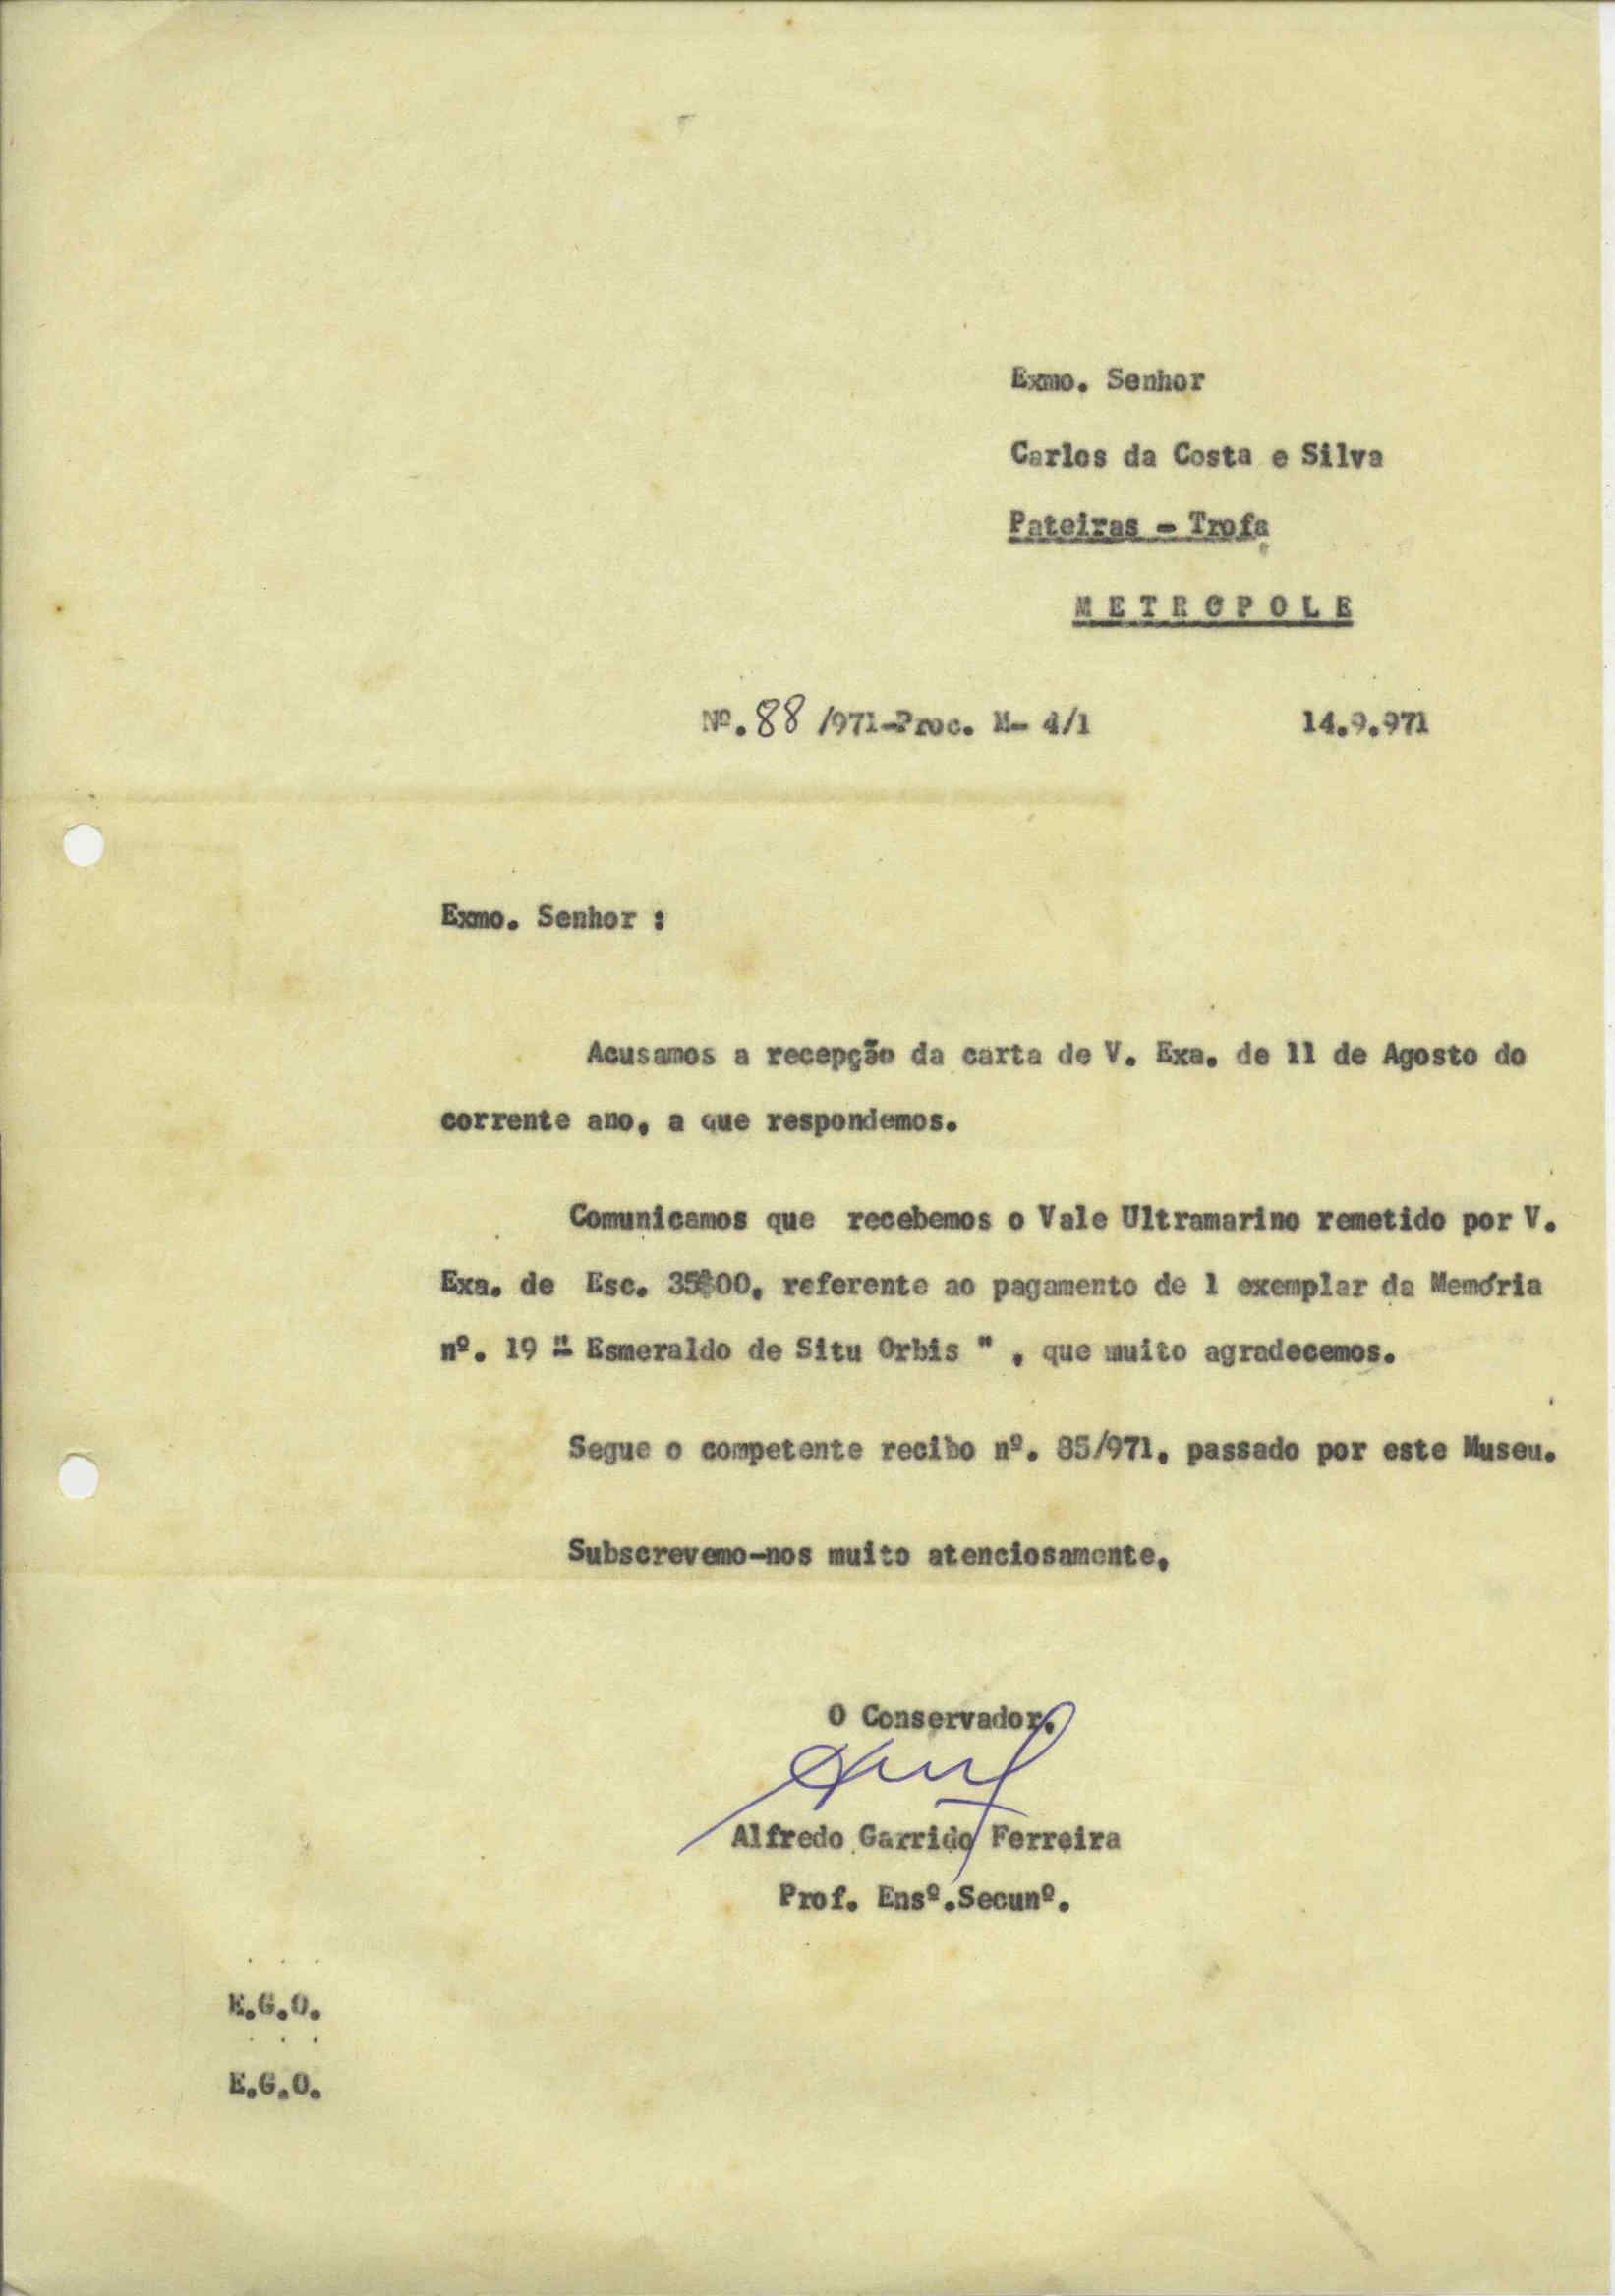 Exmo. Senhor
Carlos da Costa e Silva
Pateiras - Trofa
METROPOLE
Nº. 88 /971-Proc. M- 4/1 14.9.971
Exmo. Senhor :
Acusamos a recepção da carta de V. Exa. de 11 de Agosto do
corrente ano, a que respondemos.
Comunicamos que recebemos o Vale Ultramarino remetido por V.
Exa. de Esc. 35$00, referente ao pagamento de 1 exemplar da Memória
nº. 19 " Esmeraldo de Situ Orbis " , que muito agradecemos.
Segue o competente recibo nº. 85/971, passado por este Museu.
Subscrevemo-nos muito atenciosamente,
O Conservador,
Alfredo Garrido Ferreira
Prof. Ensº.Secunº.
E.G.O.
E.G.O.